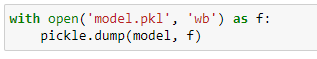 with open('model.pkl', 'wb') as f:
    pickle.dump(model, f)